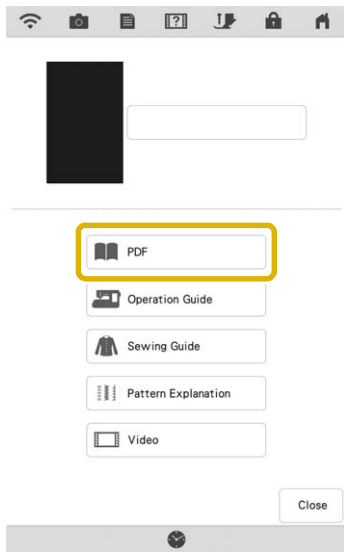 PDF
Operation Guide
Sewing Guide
Pattern Explanation
Video
Close